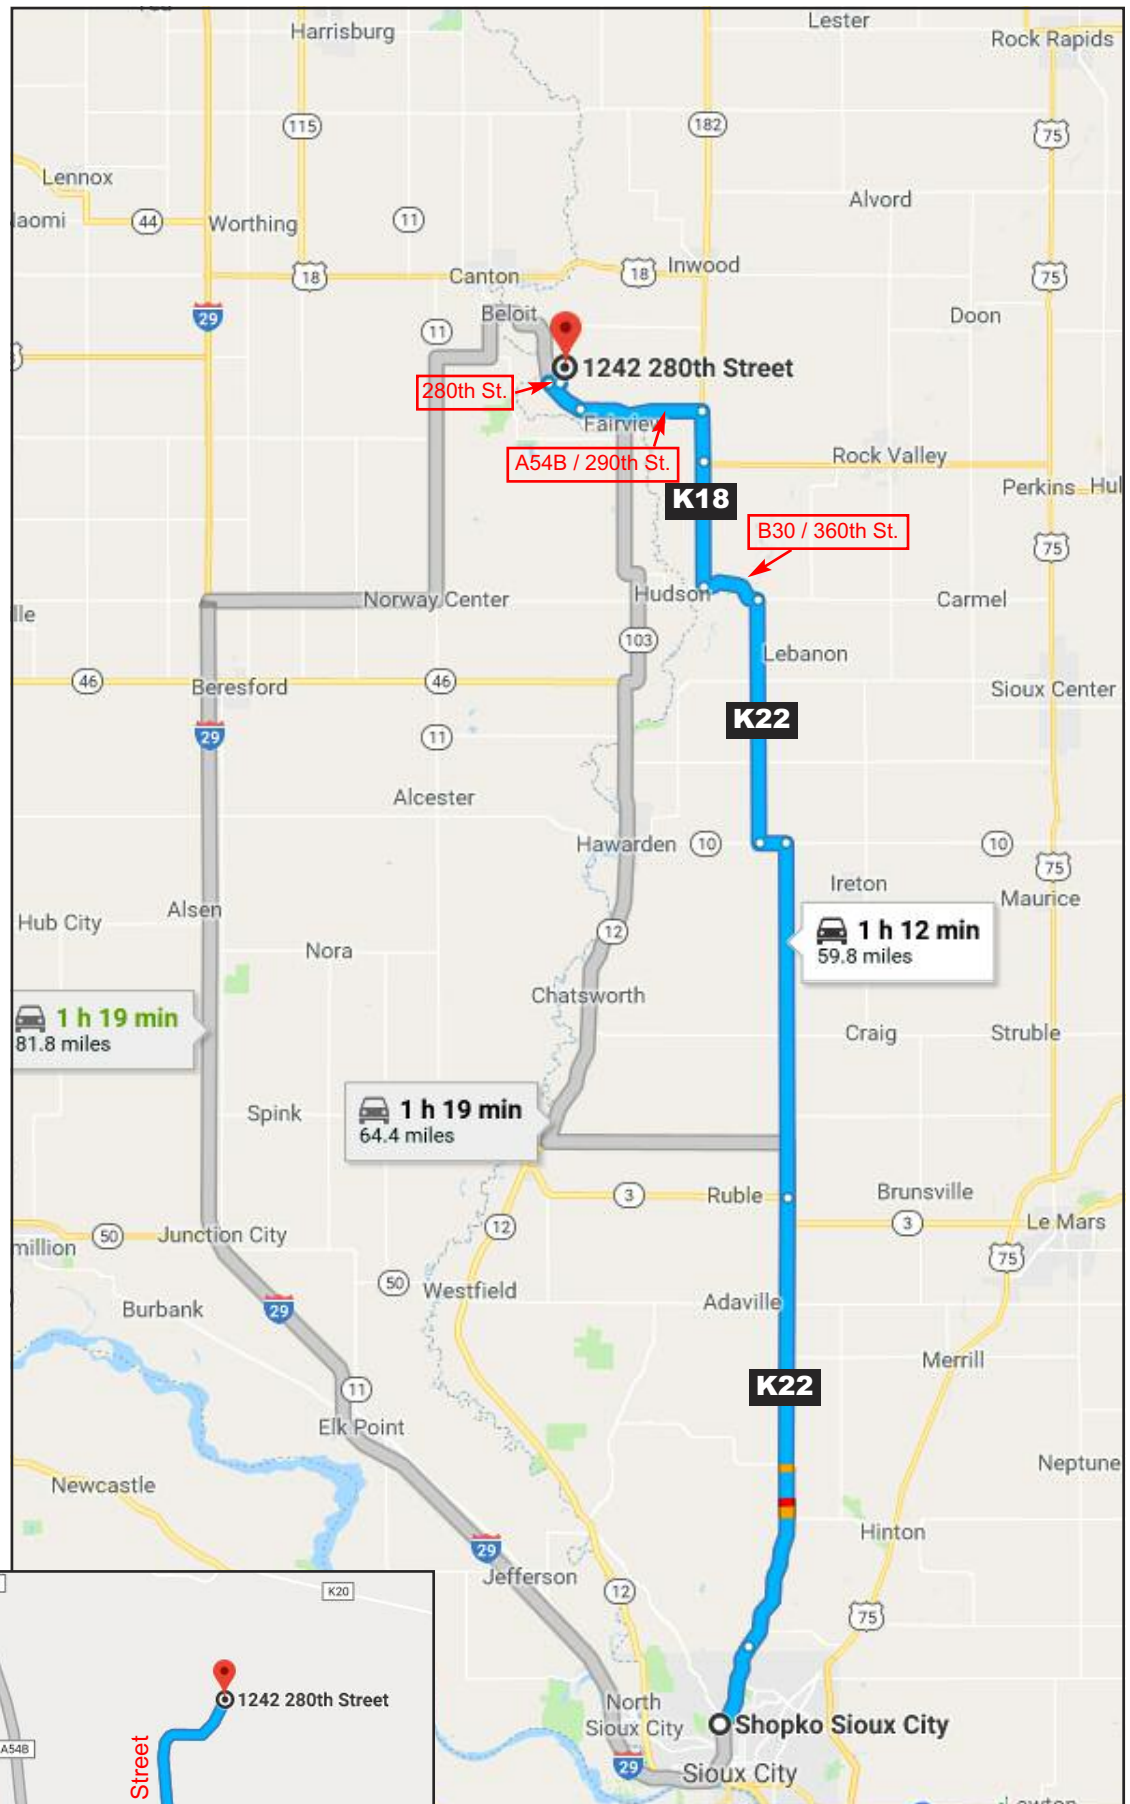 Harrisburg
Lester
Rock Rapids
115
182
75
Lennox
Alvord
44
Worthing
11
18
Canton
18
Inwood
75
29
11
Beloit
Doon
1242 280th Street
280th St.
Fairview
A54B / 290th St.
Rock Valley
K18
Perkins
Hul
B30 / 360th St.
75
Norway Center
Hudson
Carmel
lle
103
Lebanon
46
Beresford
46
Sioux Center
29
11
K22
Alcester
Hawarden
10
10
75
Ireton
Maurice
Hub City
Alsen
12
1 h 12 min
59.8 miles
Nora
Chatsworth
1 h 19 min
81.8 miles
Craig
Struble
Spink
1 h 19 min
64.4 miles
3
Ruble
Brunsville
3
Le Mars
million
50
Junction City
12
75
50
Westfield
Burbank
29
Adaville
Merrill
11
K22
Elk Point
Newcastle
Neptune
Hinton
29
Jefferson
12
75
K20
1242 280th Street
North
Sioux City
Shopko Sioux City
A54B
Street
29
Sioux City